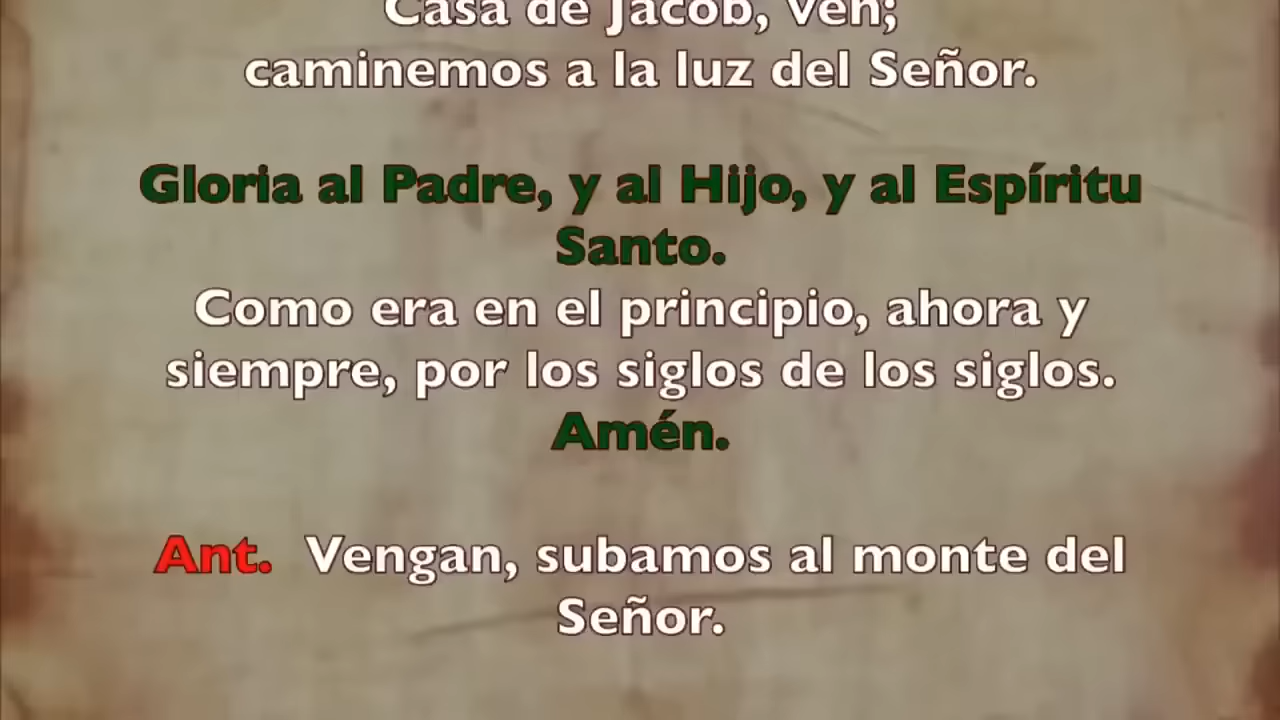 Casa de Jacob, ven;
caminemos a la luz del Señor.
Gloria al Padre, y al Hijo, y al Espíritu
Santo.
Como era en el principio, ahora y
siempre, por los siglos de los siglos.
Amén.
Ant. Vengan, subamos al monte del
Señor.